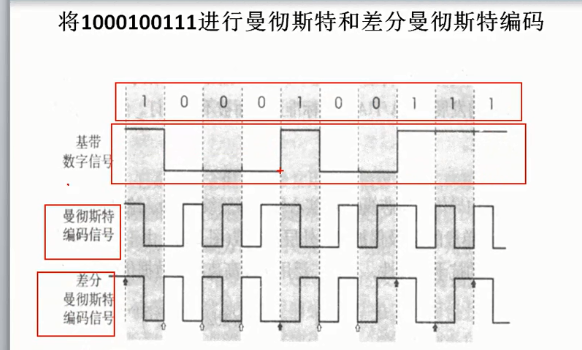 将1000100111进行曼彻斯特和差分曼彻斯特编码
1 0 0 0 1 0 0 1 1 1
基带
数字信号
曼彻斯特
编码信号
差分
曼彻斯特
编码信号